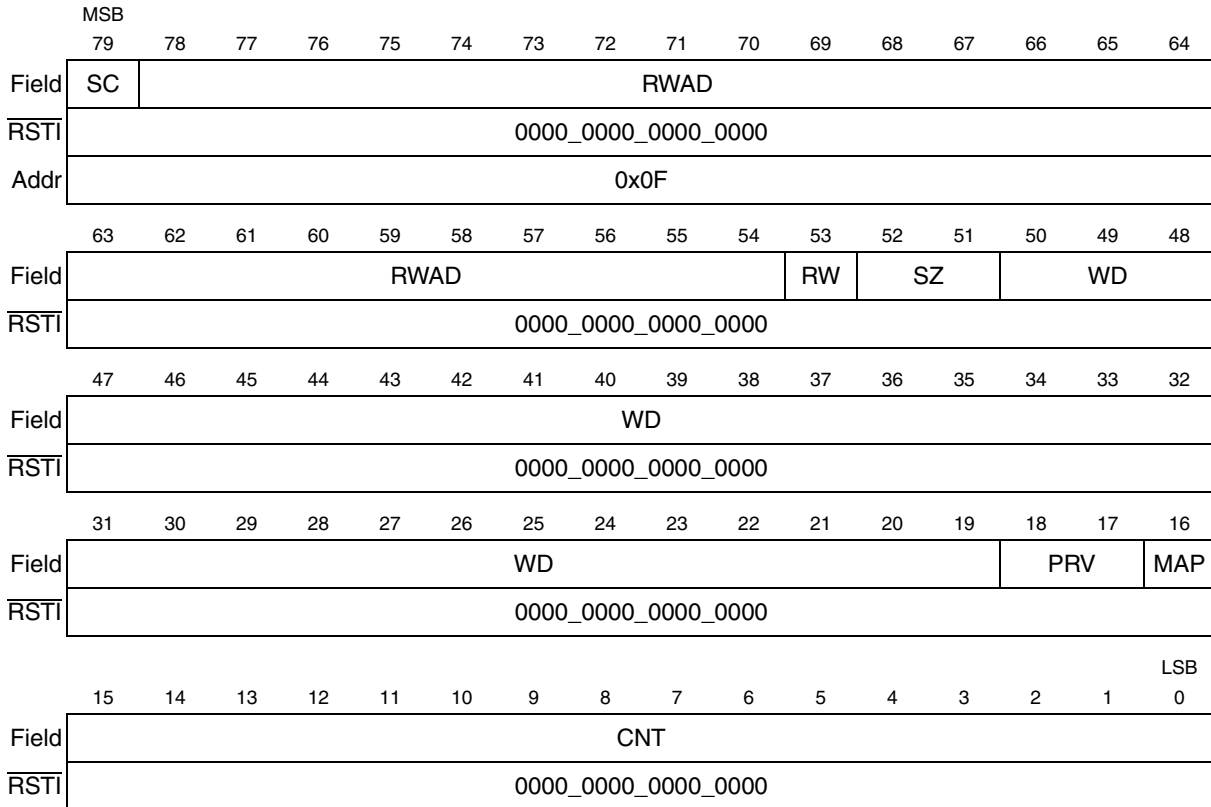 MSB
79 78 77 76 75 74 73 72 71 70 69 68 67 66 65 64
Field SC RWAD
RSTI 0000_0000_0000_0000
Addr 0x0F
63 62 61 60 59 58 57 56 55 54 53 52 51 50 49 48
Field RWAD RW SZ WD
RSTI 0000_0000_0000_0000
47 46 45 44 43 42 41 40 39 38 37 36 35 34 33 32
Field WD
RSTI 0000_0000_0000_0000
31 30 29 28 27 26 25 24 23 22 21 20 19 18 17 16
Field WD PRV MAP
RSTI 0000_0000_0000_0000
LSB
15 14 13 12 11 10 9 8 7 6 5 4 3 2 1 0
Field CNT
RSTI 0000_0000_0000_0000